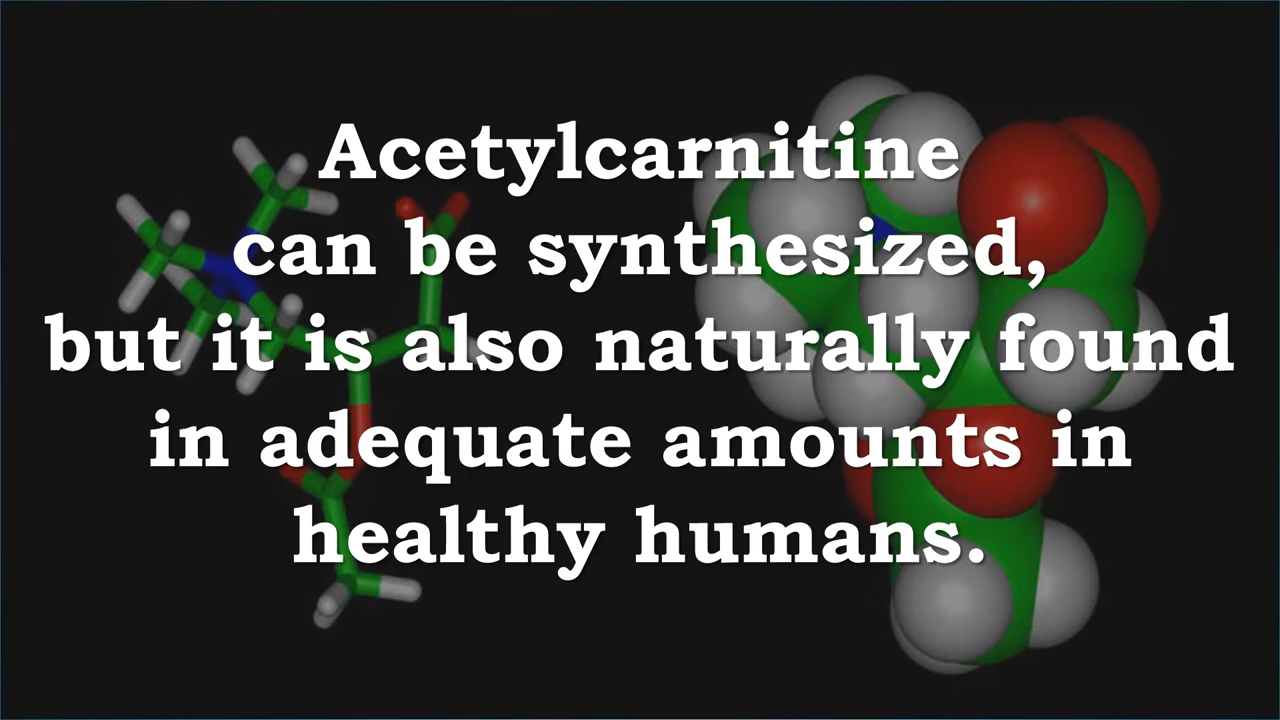 Acetylcarnitine
can be synthesized,
but it is also naturally found
in adequate amounts in
healthy humans.